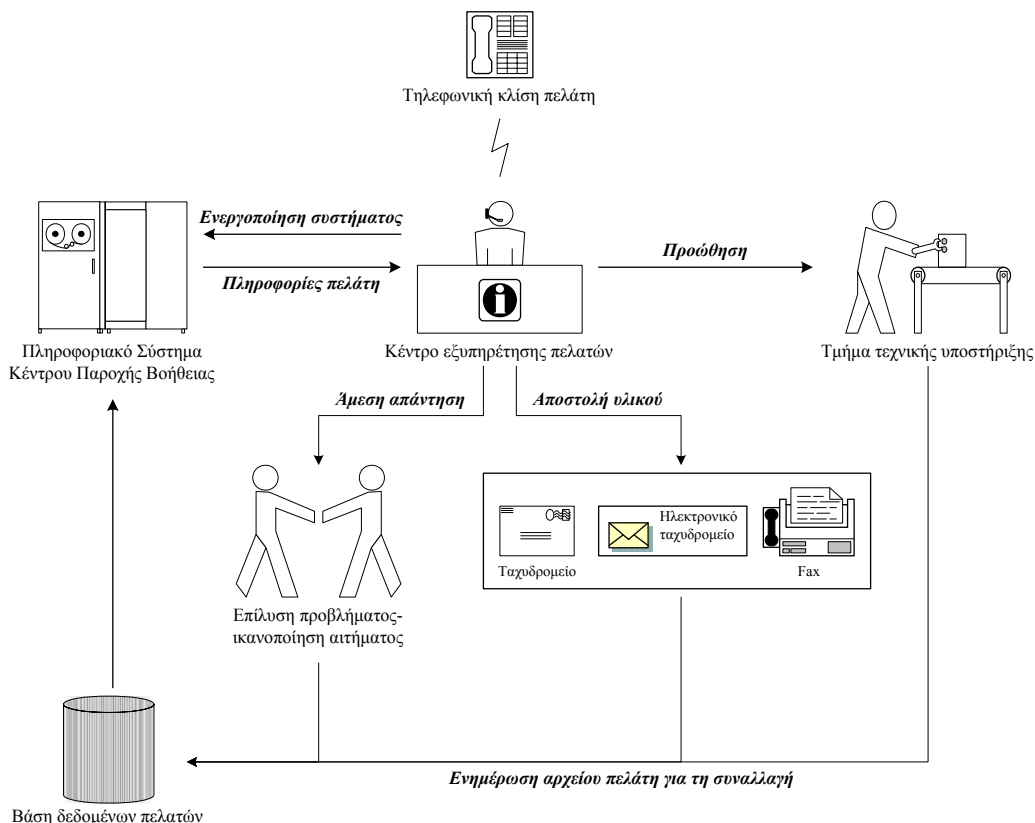 Τηλεφωνική κλίση πελάτη
Ενεργοποίηση συστήματος
Πληροφορίες πελάτη
Προώθηση
Πληροφοριακό Σύστημα
Κέντρου Παροχής Βοήθειας
Κέντρο εξυπηρέτησης πελατών
Τμήμα τεχνικής υποστήριξης
Άμεση απάντηση
Αποστολή υλικού
Ηλεκτρονικό
ταχυδρομείο
Ταχυδρομείο
Fax
Επίλυση προβλήματος-
ικανοποίηση αιτήματος
Ενημέρωση αρχείου πελάτη για τη συναλλαγή
Βάση δεδομένων πελατών